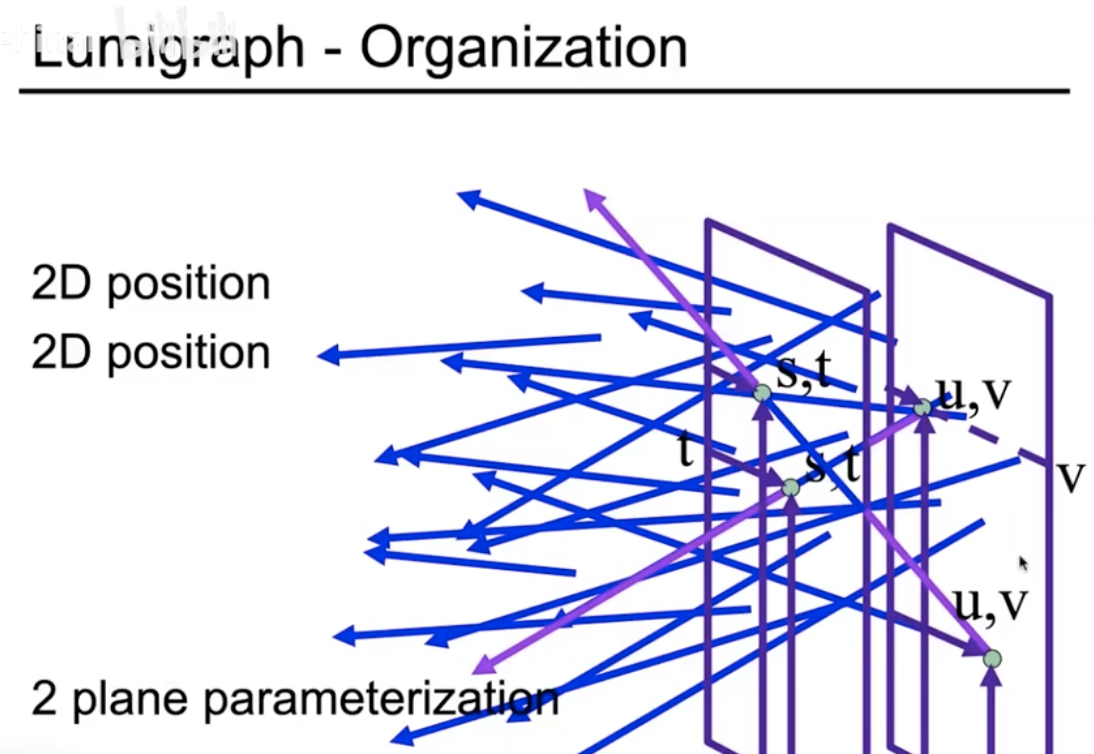 Lumigraph - Organization
2D position
2D position
s,t
u,v
t
s,t
v
u,v
2 plane parameterization